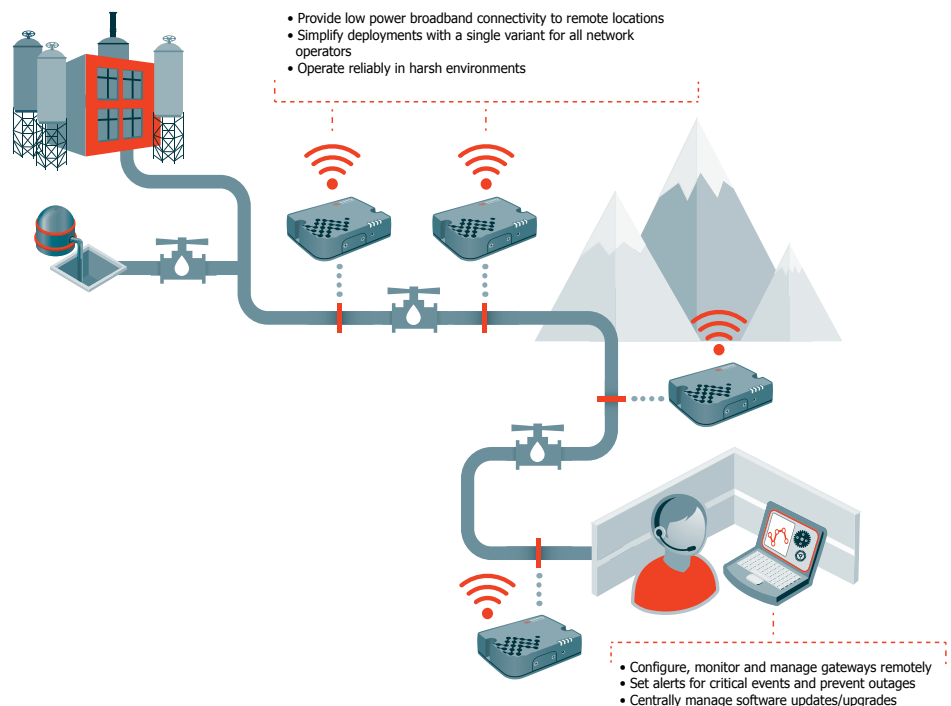 • Provide low power broadband connectivity to remote locations
• Simplify deployments with a single variant for all network
operators
• Operate reliably in harsh environments
• Configure, monitor and manage gateways remotely
• Set alerts for critical events and prevent outages
• Centrally manage software updates/upgrades